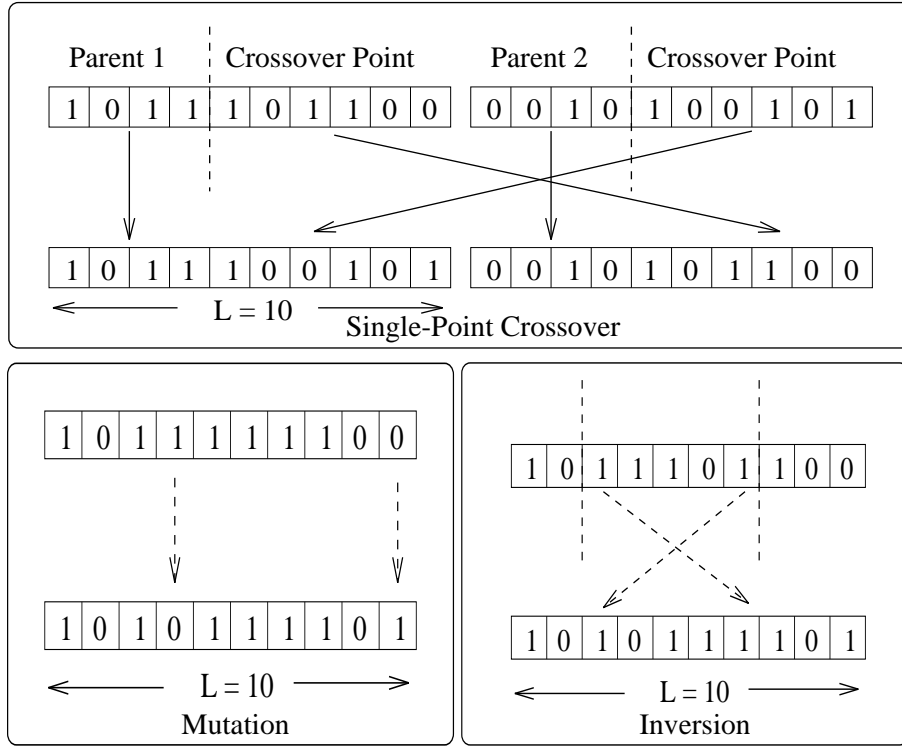 Parent 1 Crossover Point Parent 2 Crossover Point
1 0 1 1 1 0 1 1 0 0 0 0 1 0 1 0 0 1 0 1
1 0 1 1 1 0 0 1 0 1 0 0 1 0 1 0 1 1 0 0
L = 10
Single-Point Crossover
1 0 1 1 1 1 1 1 0 0
1 0 1 0 1 1 1 1 0 1
L = 10
Mutation
1 0 1 1 1 0 1 1 0 0
1 0 1 0 1 1 1 1 0 1
L = 10
Inversion